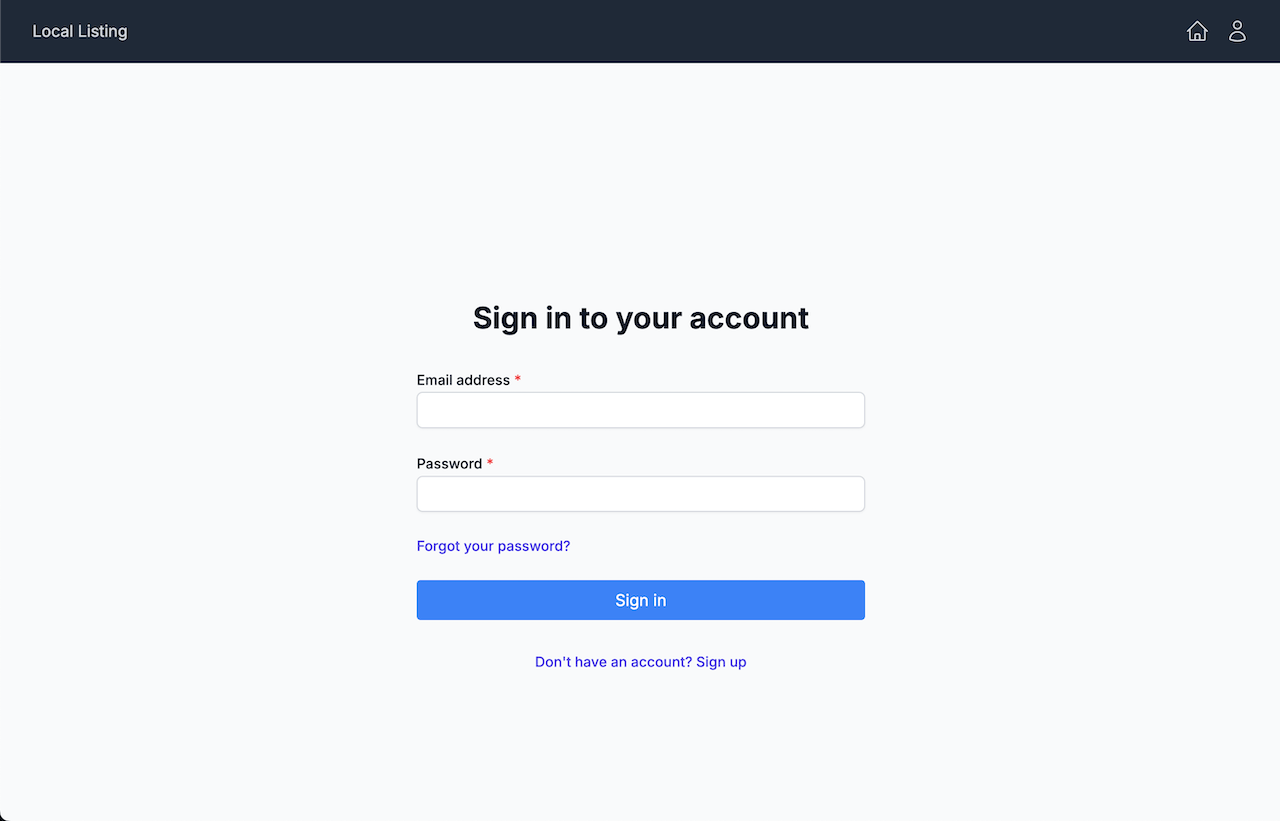 Local Listing
Sign in to your account
Email address *
Password *
Forgot your password?
Sign in
Don't have an account? Sign up